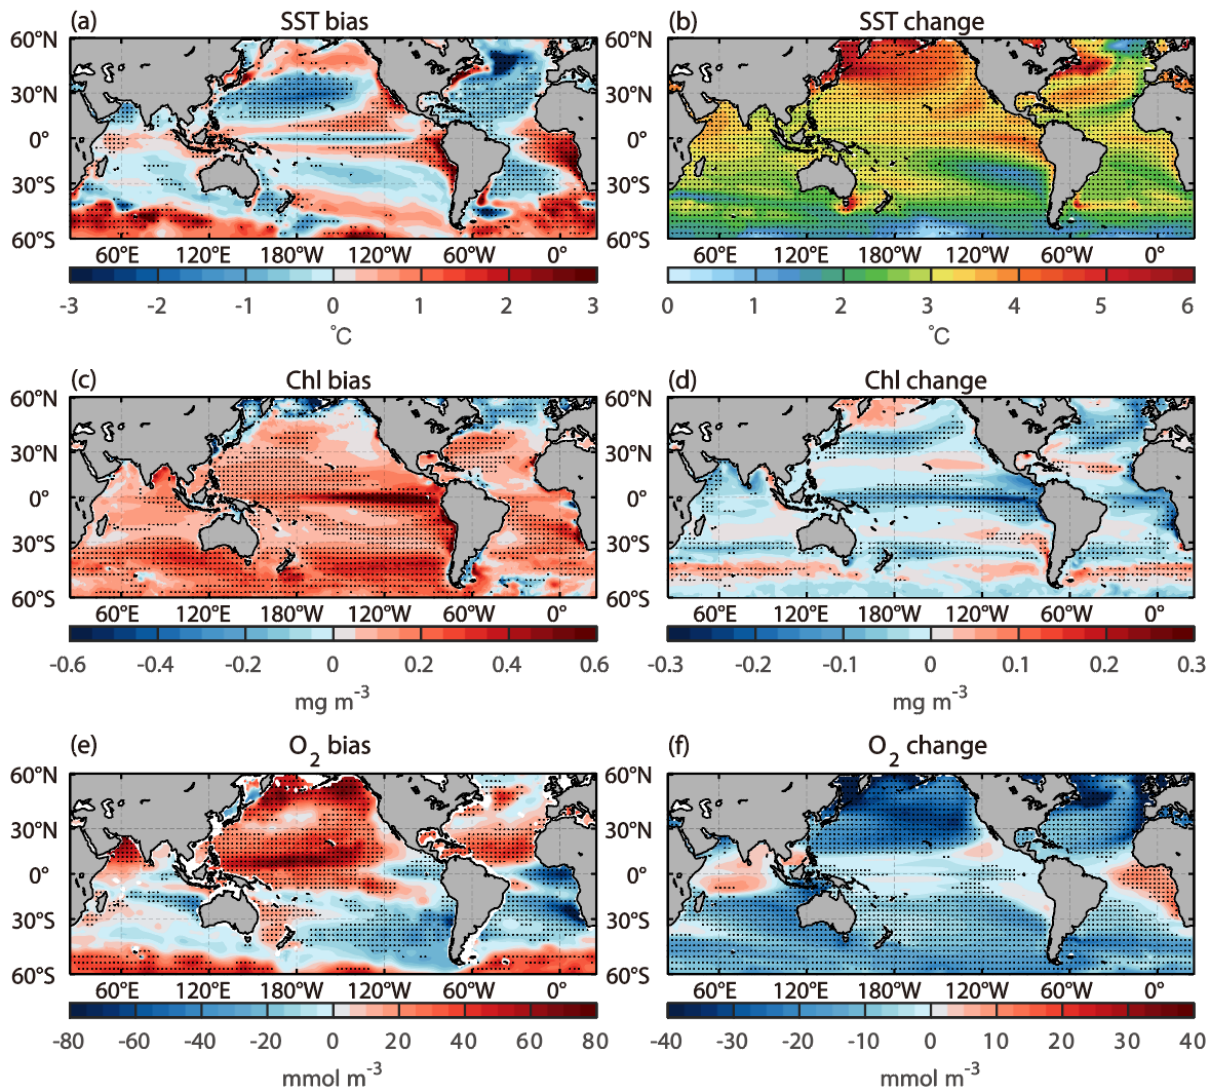 (a) SST bias
(b) SST change
60°N 60°N
30°N 30°N
0° 0°
30°S 30°S
60°S 60°S
60°E 120°E 180°W 120°W 60°W 0°
60°E 120°E 180°W 120°W 60°W 0°
-3 -2 -1 0 1 2 3
0 1 2 3 4 5 6
°C
°C
(c) Chl bias
(d) Chl change
60°N 60°N
30°N 30°N
0° 0°
30°S 30°S
60°S 60°S
60°E 120°E 180°W 120°W 60°W 0°
60°E 120°E 180°W 120°W 60°W 0°
-0.6 -0.4 -0.2 0 0.2 0.4 0.6
-0.3 -0.2 -0.1 0 0.1 0.2 0.3
mg m⁻³
mg m⁻³
(e) O₂ bias
(f) O₂ change
60°N 60°N
30°N 30°N
0° 0°
30°S 30°S
60°S 60°S
60°E 120°E 180°W 120°W 60°W 0°
60°E 120°E 180°W 120°W 60°W 0°
-80 -60 -40 -20 0 20 40 60 80
-40 -30 -20 -10 0 10 20 30 40
mmol m⁻³
mmol m⁻³